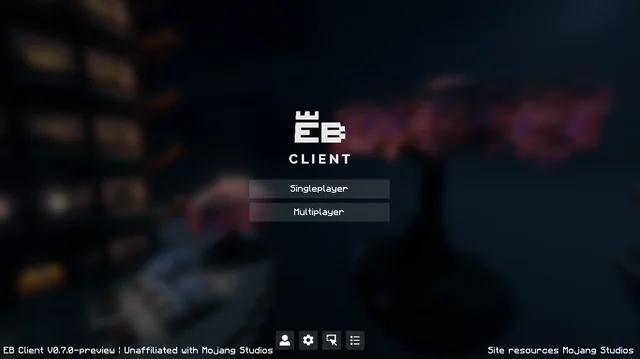 EB
CLIENT
Singleplayer
Multiplayer
EB Client V0.7.0-preview | Unaffiliated with Mojang Studios
Site resources Mojang Studios